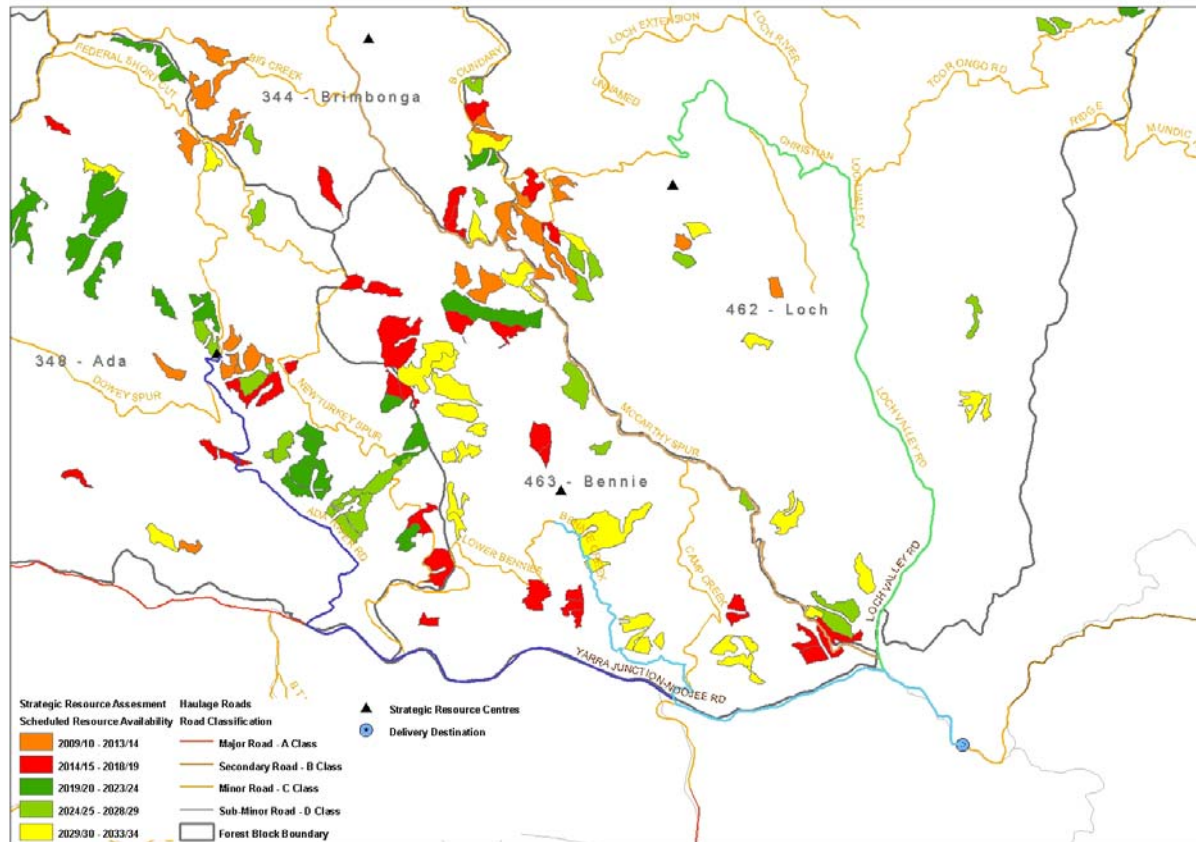 LOCH EXTENSION
LOCH RIVER
FEDERAL SHORT CUT
BIG CREEK
BOUNDARY
TOORONGO RD
344 - Brimbonga
UNNAMED
RIDGE
MUNDIC
CHRISTIAN
LOCH VALLEY
462 - Loch
348 - Ada
DOWEY SPUR
NEW TURKEY SPUR
MCCARTHY SPUR
LOCH VALLEY RD
463 - Bennie
ADA RIVER RD
LOWER BENNIE
BENNIE CREEK
CAMP CREEK
LOCH VALLEY RD
YARRA JUNCTION-NOOJEE RD
Strategic Resource Assesment
Scheduled Resource Availability
2009/10 - 2013/14
2014/15 - 2018/19
2019/20 - 2023/24
2024/25 - 2028/29
2029/30 - 2033/34
Haulage Roads
Road Classification
Major Road - A Class
Secondary Road - B Class
Minor Road - C Class
Sub-Minor Road - D Class
Forest Block Boundary
Strategic Resource Centres
Delivery Destination